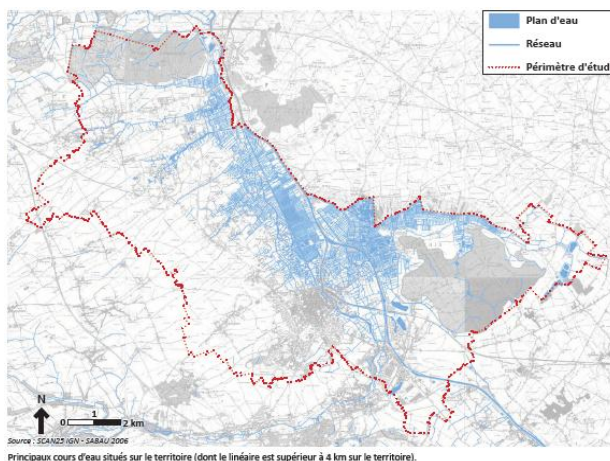 Plan d'eau
Réseau
Périmètre d'étud
N
0 1 2 km
Source : SCAN25 IGN - SABAU 2006
Principaux cours d'eau situés sur le territoire (dont le linéaire est supérieur à 4 km sur le territoire).